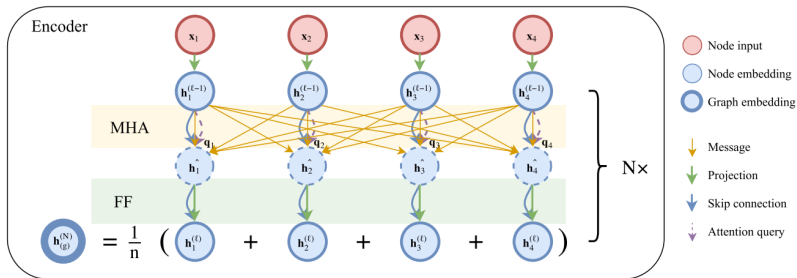 Encoder
x₁ x₂ x₃ x₄
Node input
Node embedding
Graph embedding
h₁^(ℓ−1) h₂^(ℓ−1) h₃^(ℓ−1) h₄^(ℓ−1)
MHA
q₁ q₂ q₃ q₄
ĥ₁ ĥ₂ ĥ₃ ĥ₄
N×
Message
Projection
Skip connection
Attention query
FF
h_(g)^(N) = 1/n ( h₁^(ℓ) + h₂^(ℓ) + h₃^(ℓ) + h₄^(ℓ) )